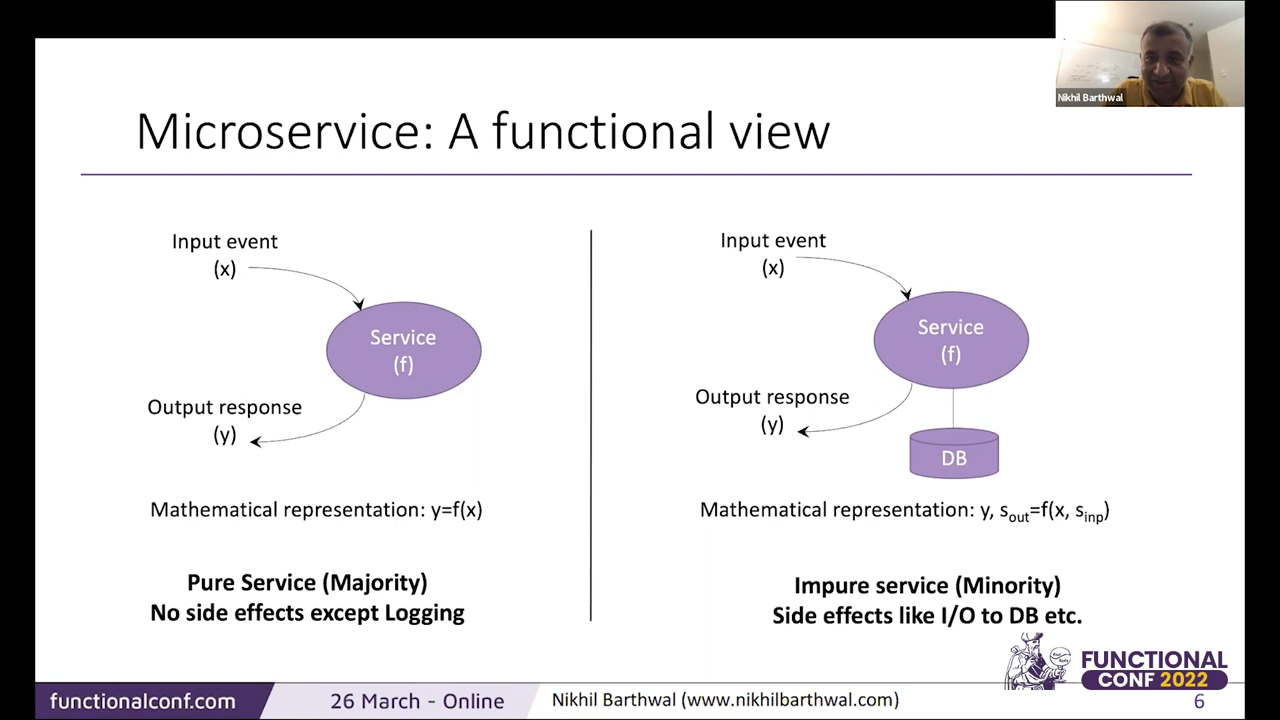 Nikhil Barthwal
Microservice: A functional view
Input event
(x)
Service
(f)
Output response
(y)
Mathematical representation: y=f(x)
Pure Service (Majority)
No side effects except Logging
Input event
(x)
Service
(f)
Output response
(y)
DB
Mathematical representation: y, sout=f(x, sinp)
Impure service (Minority)
Side effects like I/O to DB etc.
FUNCTIONAL
CONF 2022
functionalconf.com
26 March - Online
Nikhil Barthwal (www.nikhilbarthwal.com)
6